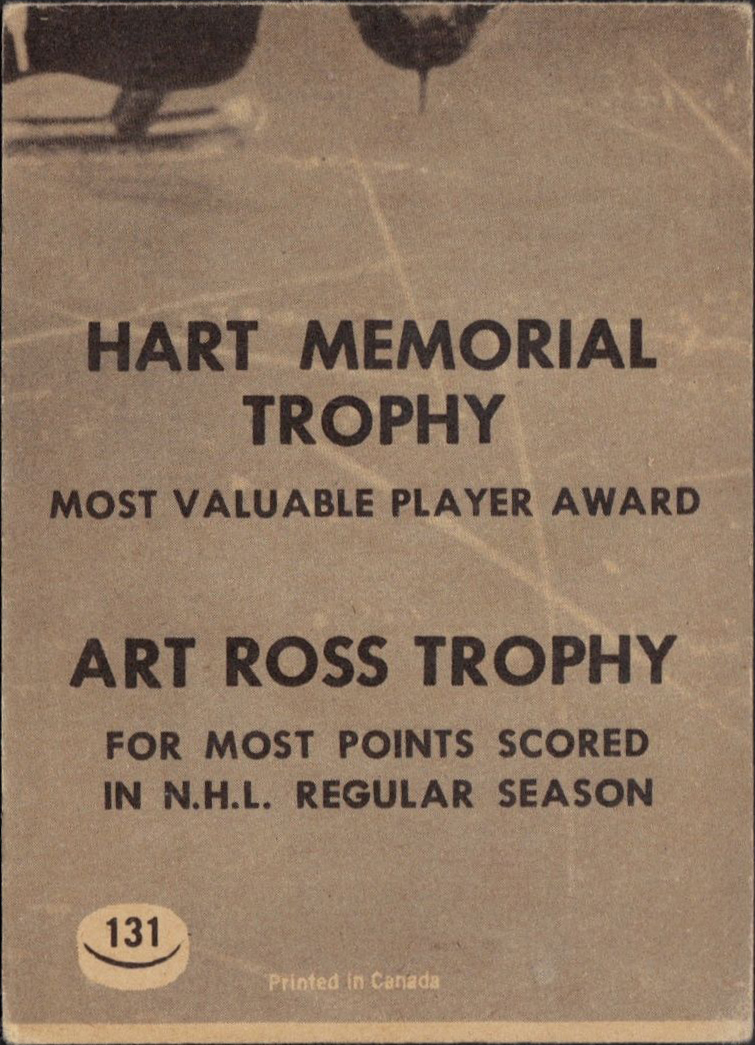 HART MEMORIAL
TROPHY
MOST VALUABLE PLAYER AWARD
ART ROSS TROPHY
FOR MOST POINTS SCORED
IN N.H.L. REGULAR SEASON
131
Printed in Canada